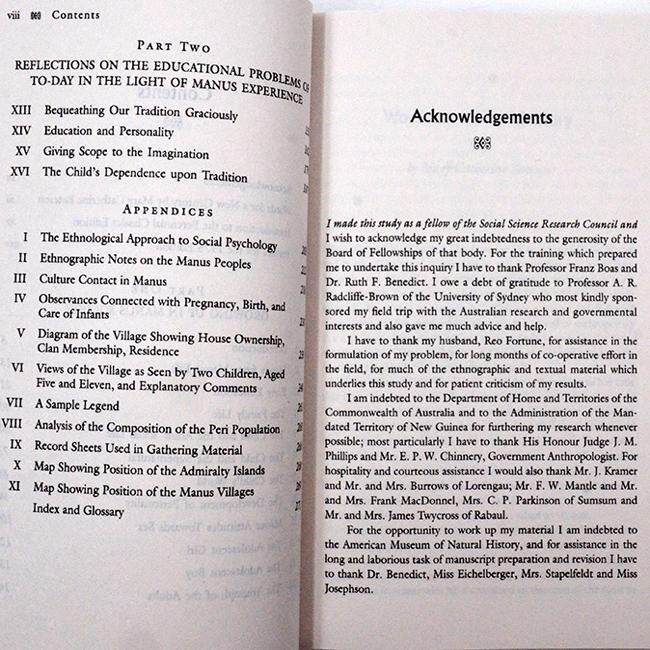 viii Contents
PART TWO
REFLECTIONS ON THE EDUCATIONAL PROBLEMS OF
TO-DAY IN THE LIGHT OF MANUS EXPERIENCE
XIII Bequeathing Our Tradition Graciously
XIV Education and Personality
XV Giving Scope to the Imagination
XVI The Child's Dependence upon Tradition
APPENDICES
I The Ethnological Approach to Social Psychology
II Ethnographic Notes on the Manus Peoples
III Culture Contact in Manus
IV Observances Connected with Pregnancy, Birth, and
Care of Infants
V Diagram of the Village Showing House Ownership,
Clan Membership, Residence
VI Views of the Village as Seen by Two Children, Aged
Five and Eleven, and Explanatory Comments
VII A Sample Legend
VIII Analysis of the Composition of the Peri Population
IX Record Sheets Used in Gathering Material
X Map Showing Position of the Admiralty Islands
XI Map Showing Position of the Manus Villages
Index and Glossary
Acknowledgements
I made this study as a fellow of the Social Science Research Council and
I wish to acknowledge my great indebtedness to the generosity of the
Board of Fellowships of that body. For the training which prepared
me to undertake this inquiry I have to thank Professor Franz Boas and
Dr. Ruth F. Benedict. I owe a debt of gratitude to Professor A. R.
Radcliffe-Brown of the University of Sydney who most kindly spon-
sored my field trip with the Australian research and governmental
interests and also gave me much advice and help.
I have to thank my husband, Reo Fortune, for assistance in the
formulation of my problem, for long months of co-operative effort in
the field, for much of the ethnographic and textual material which
underlies this study and for patient criticism of my results.
I am indebted to the Department of Home and Territories of the
Commonwealth of Australia and to the Administration of the Man-
dated Territory of New Guinea for furthering my research whenever
possible; most particularly I have to thank His Honour Judge J. M.
Phillips and Mr. E. P. W. Chinnery, Government Anthropologist. For
hospitality and courteous assistance I would also thank Mr. J. Kramer
and Mr. and Mrs. Burrows of Lorengau; Mr. F. W. Mantle and Mr.
and Mrs. Frank MacDonnel, Mrs. C. P. Parkinson of Sumsum and
Mr. and Mrs. James Twycross of Rabaul.
For the opportunity to work up my material I am indebted to
the American Museum of Natural History, and for assistance in the
long and laborious task of manuscript preparation and revision I have
to thank Dr. Benedict, Miss Eichelberger, Mrs. Stapelfeldt and Miss
Josephson.